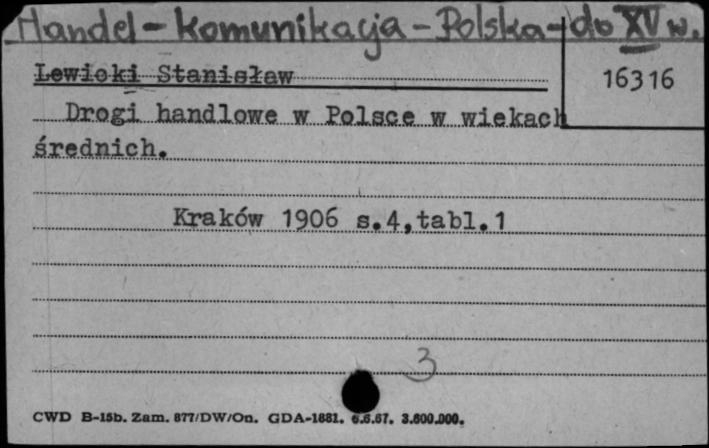 Handel - komunikacja - Polska - do XV w.
Lewicki Stanisław
16316
Drogi handlowe w Polsce w wiekach
średnich.
Kraków 1906 s.4,tabl.1
3
CWD B-15b. Zam. 877/DW/On. GDA-1881. 6.6.67. 3.600.000.